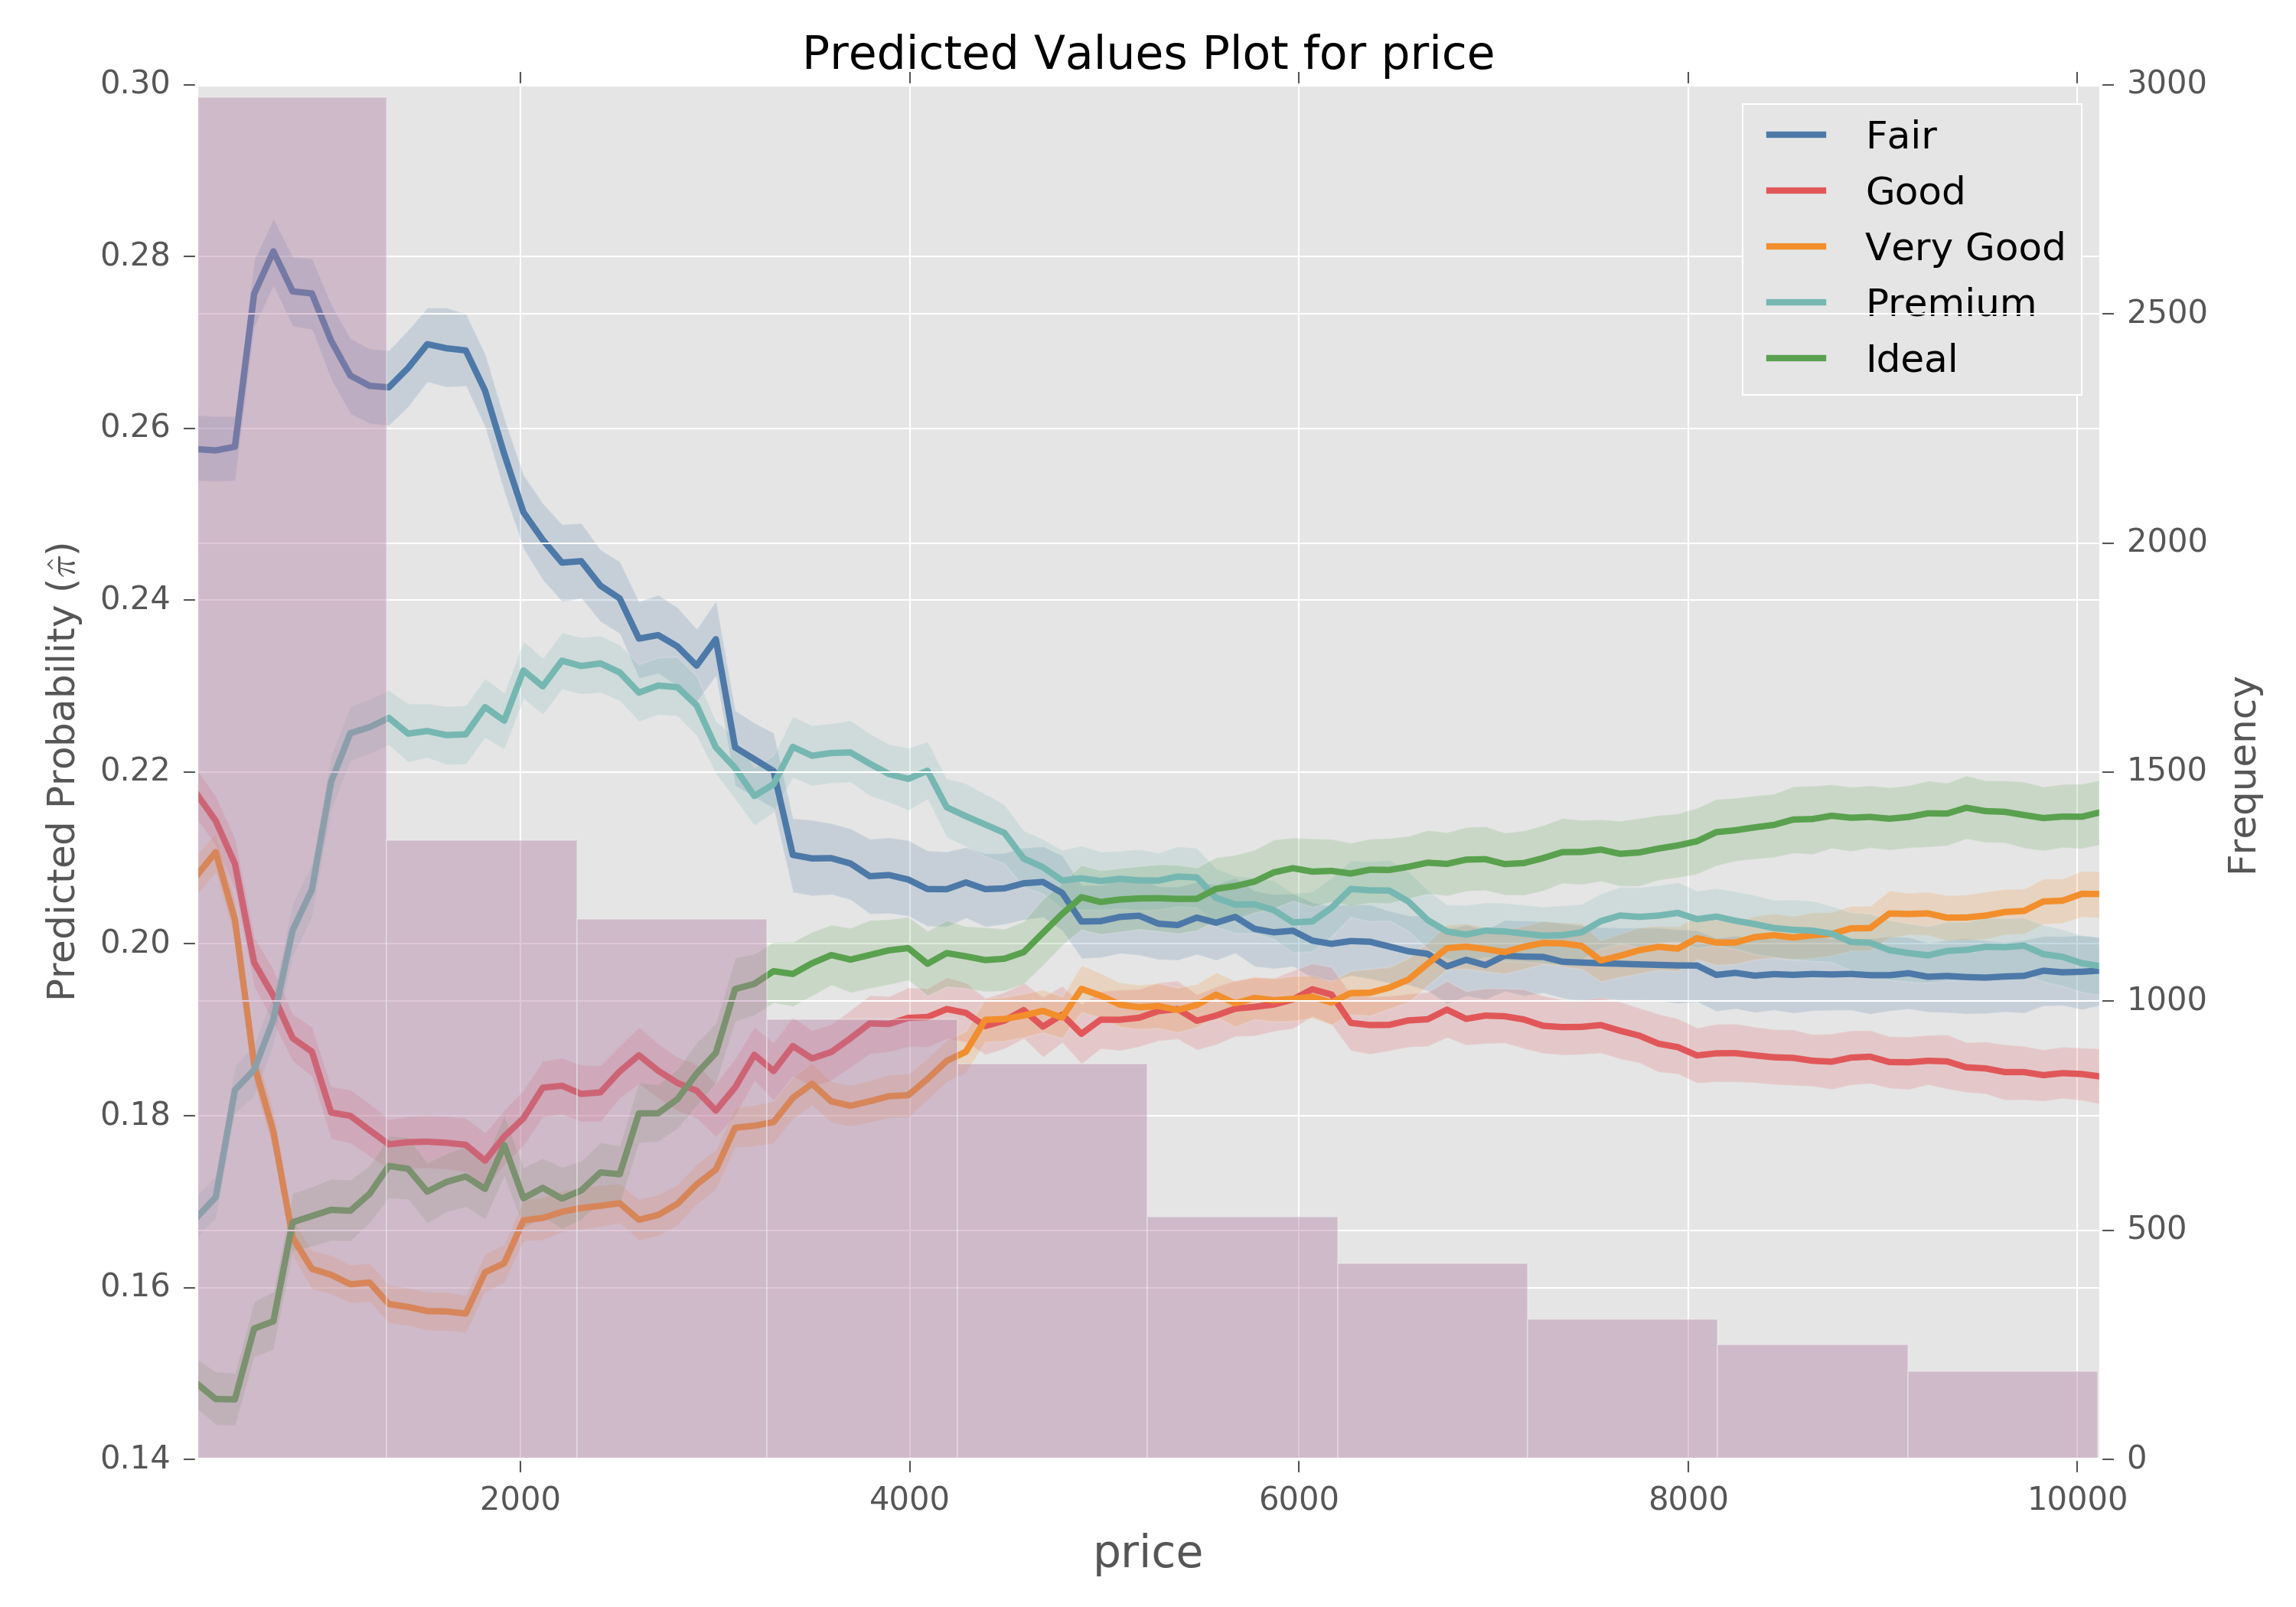 Predicted Values Plot for price
0.30
0.28
0.26
0.24
0.22
0.20
0.18
0.16
0.14
Predicted Probability (π̂)
3000
2500
2000
1500
1000
500
0
Frequency
Fair
Good
Very Good
Premium
Ideal
2000
4000
6000
8000
10000
price